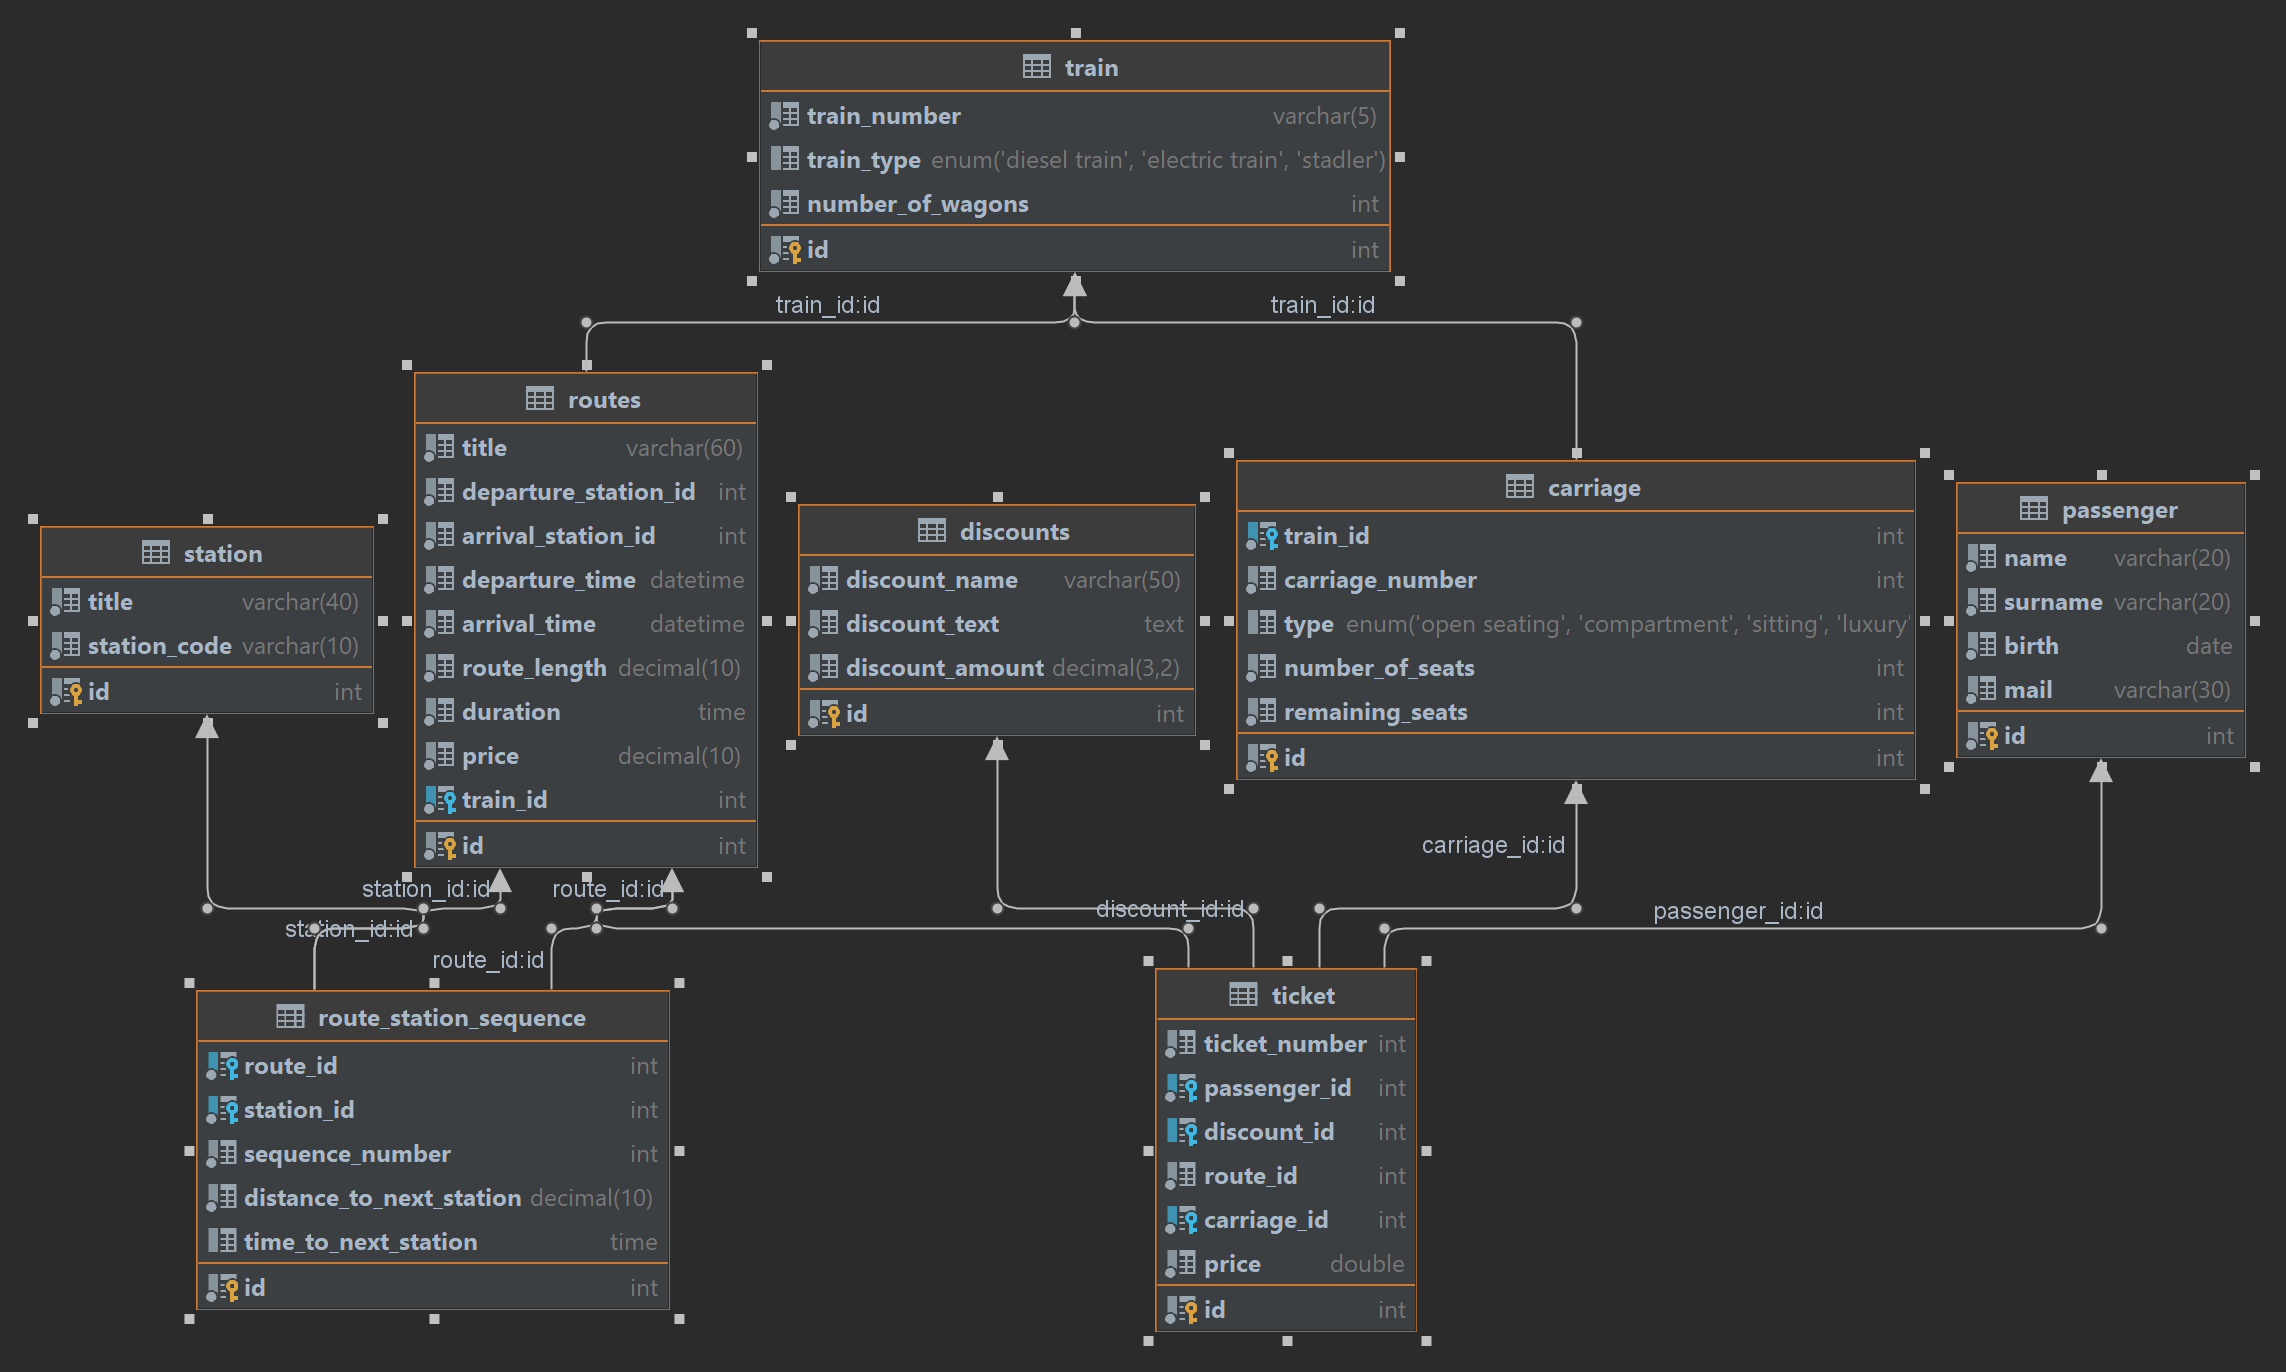 train
train_number varchar(5)
train_type enum('diesel train', 'electric train', 'stadler')
number_of_wagons int
id int
train_id:id
train_id:id
routes
title varchar(60)
departure_station_id int
arrival_station_id int
departure_time datetime
arrival_time datetime
route_length decimal(10)
duration time
price decimal(10)
train_id int
id int
station
title varchar(40)
station_code varchar(10)
id int
discounts
discount_name varchar(50)
discount_text text
discount_amount decimal(3,2)
id int
carriage
train_id int
carriage_number int
type enum('open seating', 'compartment', 'sitting', 'luxury'
number_of_seats int
remaining_seats int
id int
passenger
name varchar(20)
surname varchar(20)
birth date
mail varchar(30)
id int
carriage_id:id
station_id:id
route_id:id
discount_id:id
passenger_id:id
station_id:id
route_id:id
route_station_sequence
route_id int
station_id int
sequence_number int
distance_to_next_station decimal(10)
time_to_next_station time
id int
ticket
ticket_number int
passenger_id int
discount_id int
route_id int
carriage_id int
price double
id int